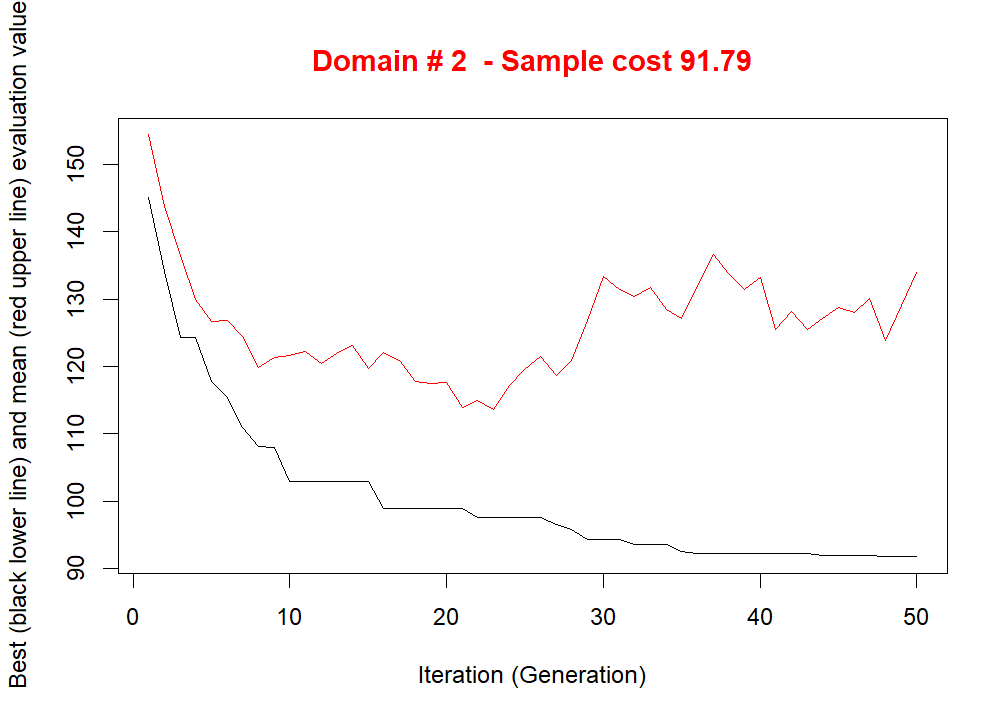 Domain # 2  - Sample cost 91.79
Best (black lower line) and mean (red upper line) evaluation value
150
140
130
120
110
100
90
0 10 20 30 40 50
Iteration (Generation)